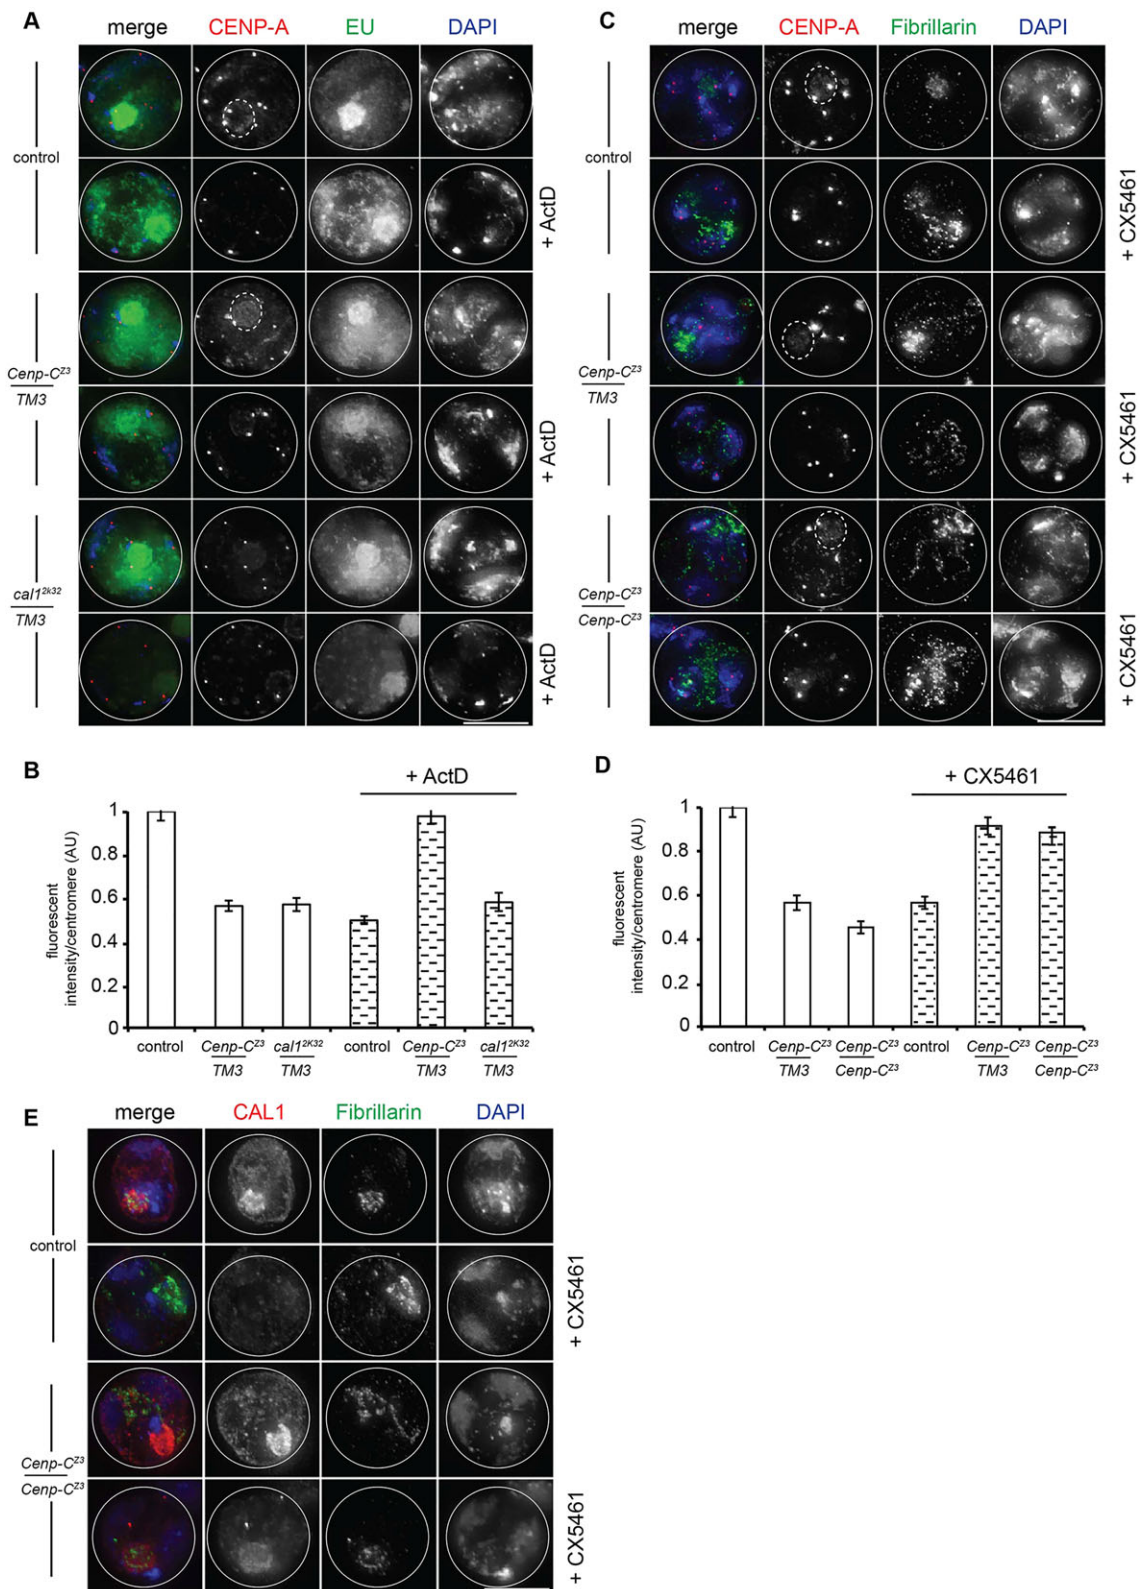 A
merge CENP-A EU DAPI
control
+ ActD
Cenp-C^Z3
TM3
+ ActD
cal1^2k32
TM3
+ ActD
C
merge CENP-A Fibrillarin DAPI
control
+ CX5461
Cenp-C^Z3
TM3
+ CX5461
Cenp-C^Z3
Cenp-C^Z3
+ CX5461
B
+ ActD
fluorescent
intensity/centromere (AU)
1
0.8
0.6
0.4
0.2
0
control Cenp-C^Z3 cal1^2K32 control Cenp-C^Z3 cal1^2K32
TM3 TM3 TM3 TM3
D
+ CX5461
fluorescent
intensity/centromere (AU)
1
0.8
0.6
0.4
0.2
0
control Cenp-C^Z3 Cenp-C^Z3 control Cenp-C^Z3 Cenp-C^Z3
TM3 Cenp-C^Z3 TM3 Cenp-C^Z3
E
merge CAL1 Fibrillarin DAPI
control
+ CX5461
Cenp-C^Z3
Cenp-C^Z3
+ CX5461